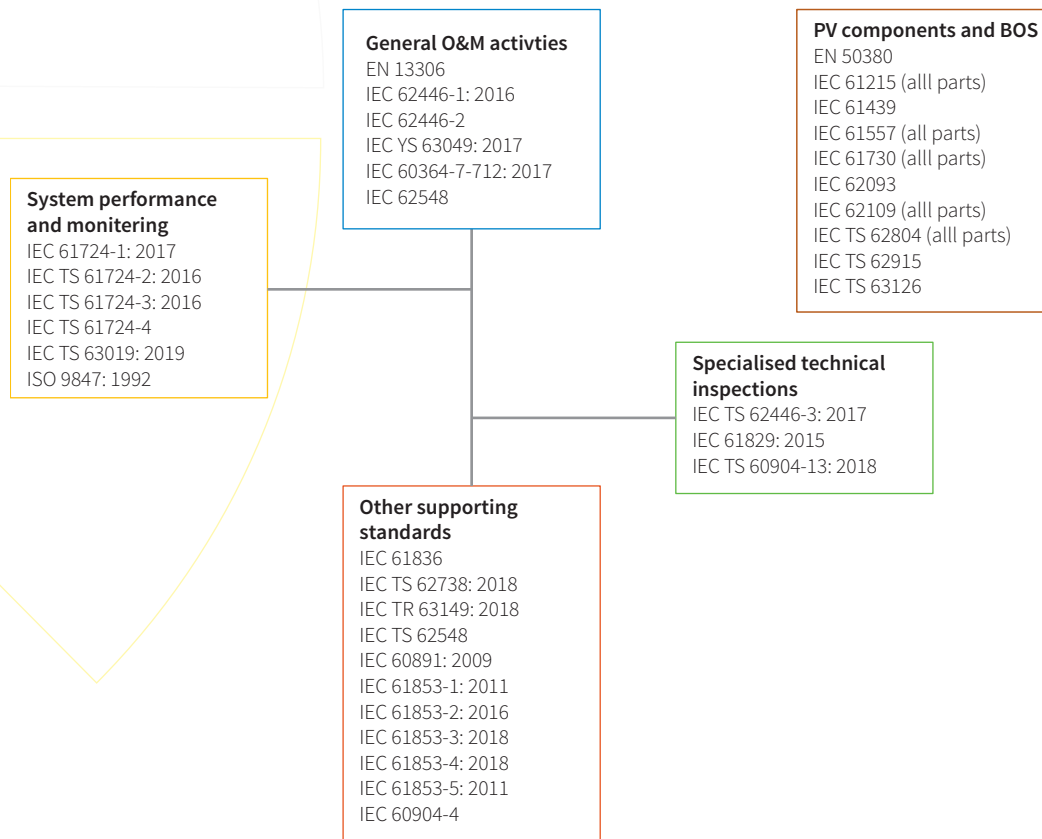 General O&M activties
EN 13306
IEC 62446-1: 2016
IEC 62446-2
IEC YS 63049: 2017
IEC 60364-7-712: 2017
IEC 62548
PV components and BOS
EN 50380
IEC 61215 (alll parts)
IEC 61439
IEC 61557 (all parts)
IEC 61730 (alll parts)
IEC 62093
IEC 62109 (alll parts)
IEC TS 62804 (alll parts)
IEC TS 62915
IEC TS 63126
System performance
and monitering
IEC 61724-1: 2017
IEC TS 61724-2: 2016
IEC TS 61724-3: 2016
IEC TS 61724-4
IEC TS 63019: 2019
ISO 9847: 1992
Specialised technical
inspections
IEC TS 62446-3: 2017
IEC 61829: 2015
IEC TS 60904-13: 2018
Other supporting
standards
IEC 61836
IEC TS 62738: 2018
IEC TR 63149: 2018
IEC TS 62548
IEC 60891: 2009
IEC 61853-1: 2011
IEC 61853-2: 2016
IEC 61853-3: 2018
IEC 61853-4: 2018
IEC 61853-5: 2011
IEC 60904-4